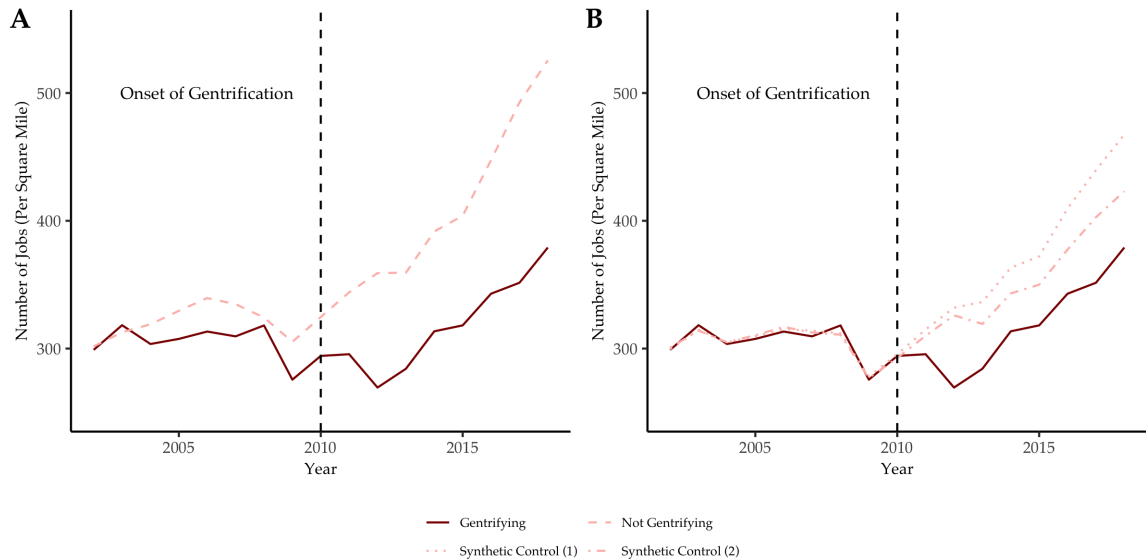 A
Number of Jobs (Per Square Mile)
500
400
300
Onset of Gentrification
2005
2010
2015
Year
B
Number of Jobs (Per Square Mile)
500
400
300
Onset of Gentrification
2005
2010
2015
Year
Gentrifying
Not Gentrifying
Synthetic Control (1)
Synthetic Control (2)